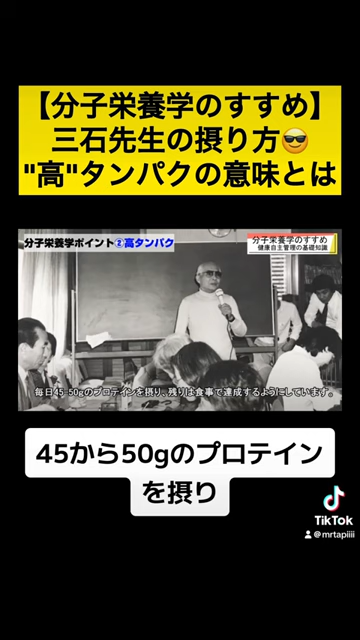 【分子栄養学のすすめ】
三石先生の摂り方😎
"高"タンパクの意味とは
分子栄養学ポイント②高タンパク
分子栄養学のすすめ
健康自主管理の基礎知識
毎日45-50gのプロテインを摂り、残りは食事で達成するようにしています。
45から50gのプロテイン
を摂り
TikTok
@mrtapiiii